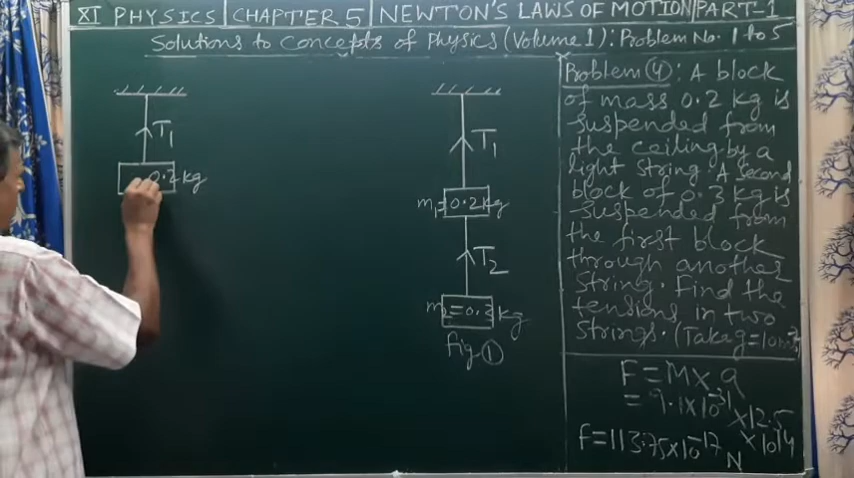 XI PHYSICS | CHAPTER 5 | NEWTON'S LAWS OF MOTION | PART-1
Solutions to Concepts of Physics (Volume 1) : Problem No. 1 to 5
T1
0.2 kg
T1
m1=0.2kg
T2
m2=0.3 kg
fig. 1
Problem 4 : A block
of mass 0.2 kg is
suspended from
the ceiling by a
light string. A second
block of 0.3 kg is
suspended from
the first block
through another
string. Find the
tensions in two
strings. (Take g=10m/s²)
F=M×a
=9.1×10-31×12.5×1014
F=113.75×10-17 N